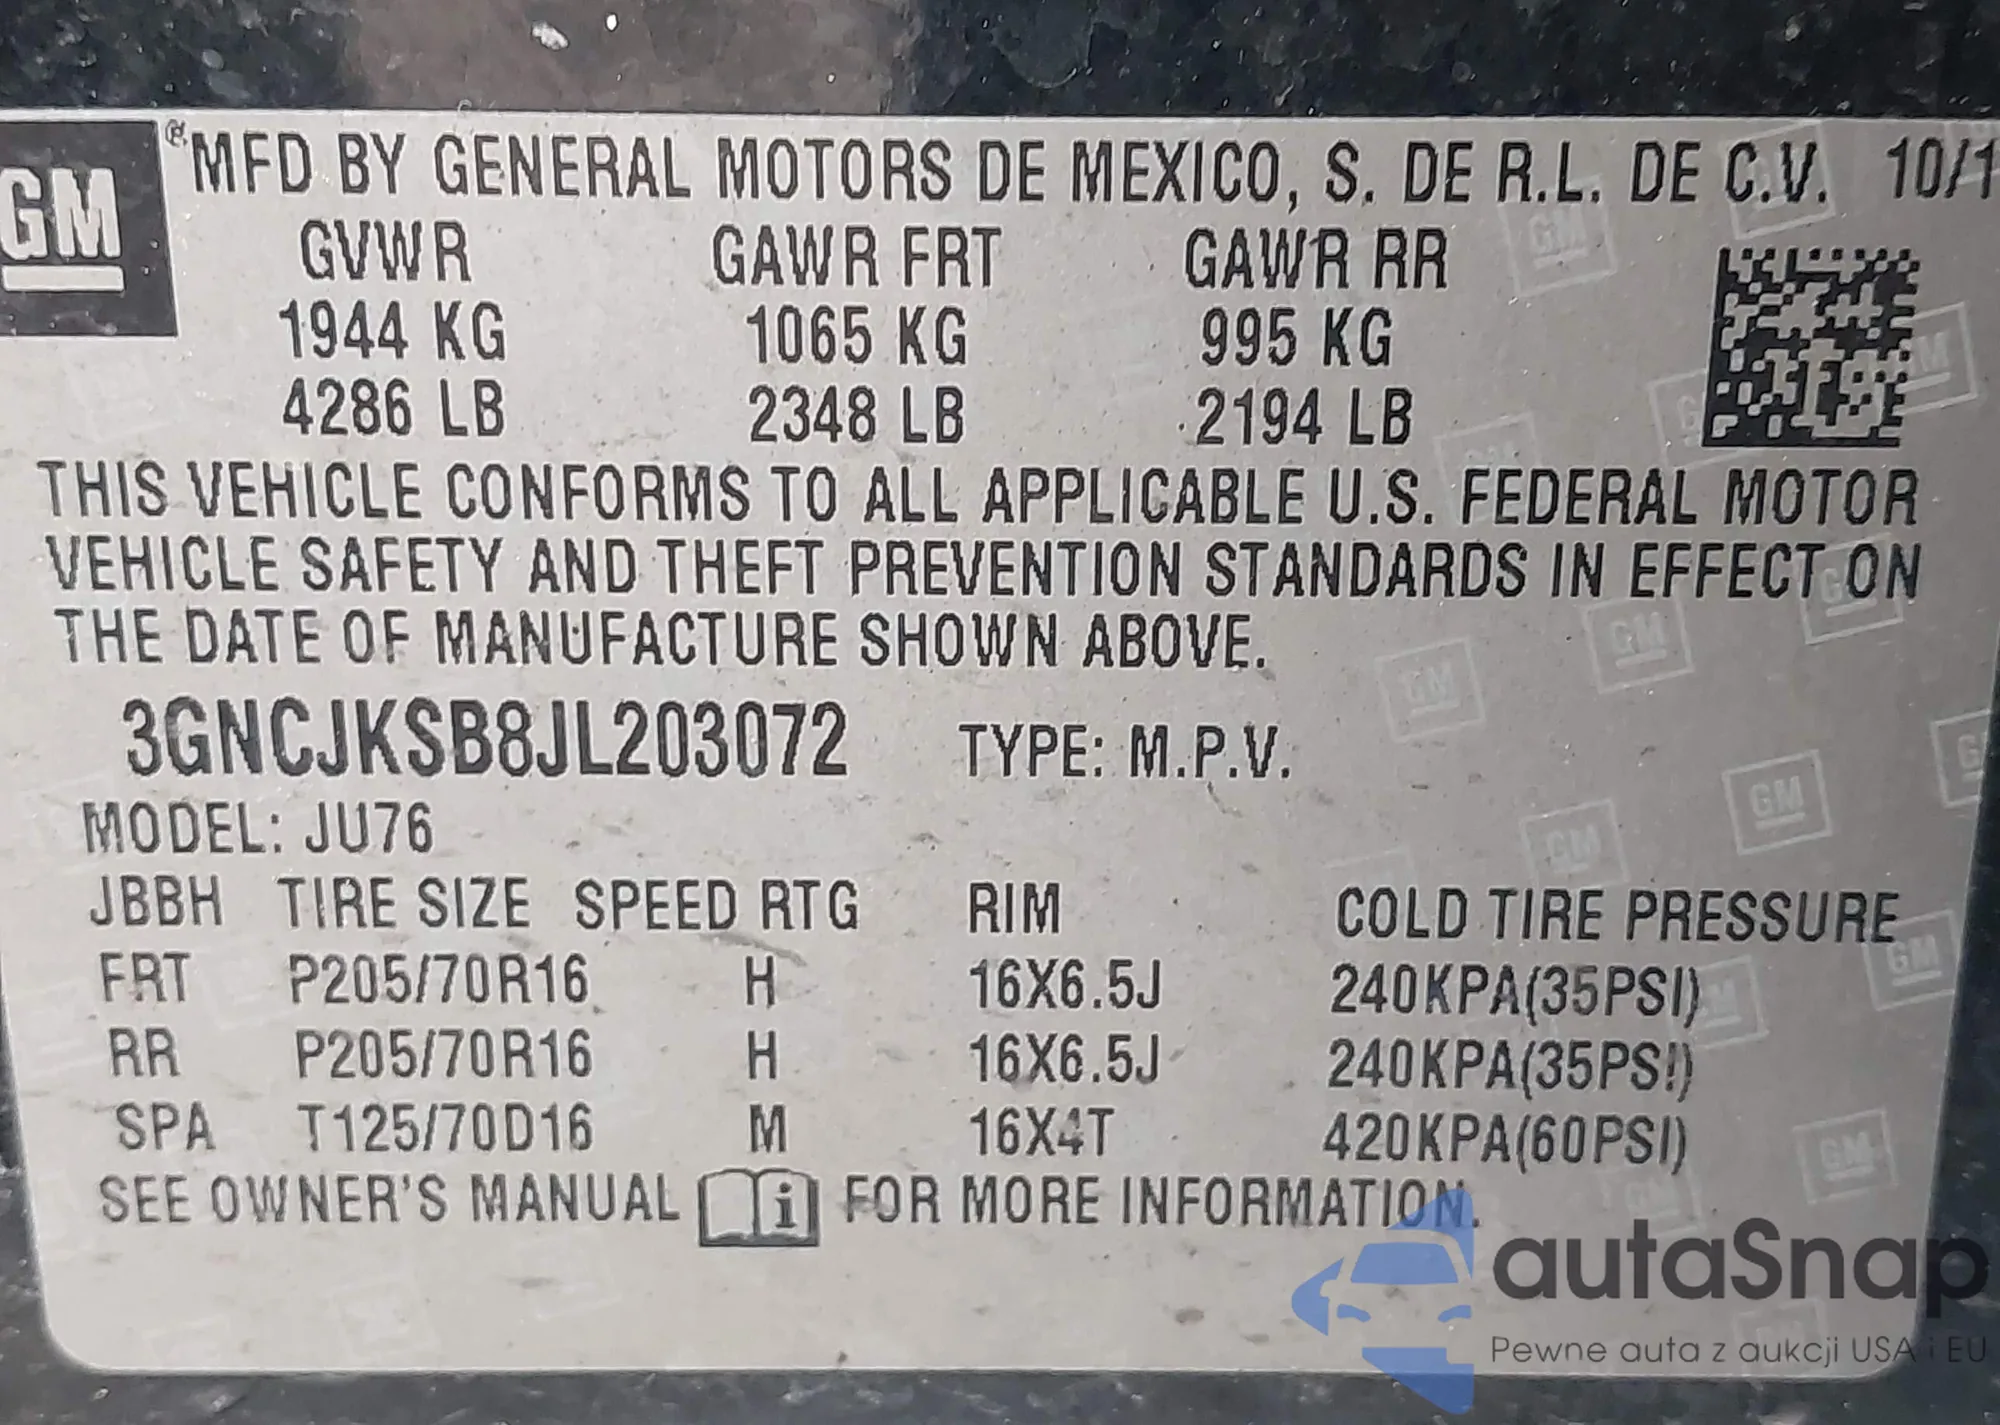 GM
® MFD BY GENERAL MOTORS DE MEXICO, S. DE R.L. DE C.V. 10/1
GVWR GAWR FRT GAWR RR
1944 KG 1065 KG 995 KG
4286 LB 2348 LB 2194 LB
THIS VEHICLE CONFORMS TO ALL APPLICABLE U.S. FEDERAL MOTOR
VEHICLE SAFETY AND THEFT PREVENTION STANDARDS IN EFFECT ON
THE DATE OF MANUFACTURE SHOWN ABOVE.
3GNCJKSB8JL203072 TYPE: M.P.V.
MODEL: JU76
JBBH TIRE SIZE SPEED RTG RIM COLD TIRE PRESSURE
FRT P205/70R16 H 16X6.5J 240KPA(35PSI)
RR P205/70R16 H 16X6.5J 240KPA(35PSI)
SPA T125/70D16 M 16X4T 420KPA(60PSI)
SEE OWNER'S MANUAL i FOR MORE INFORMATION.
autaSnap
Pewne auta z aukcji USA i EU